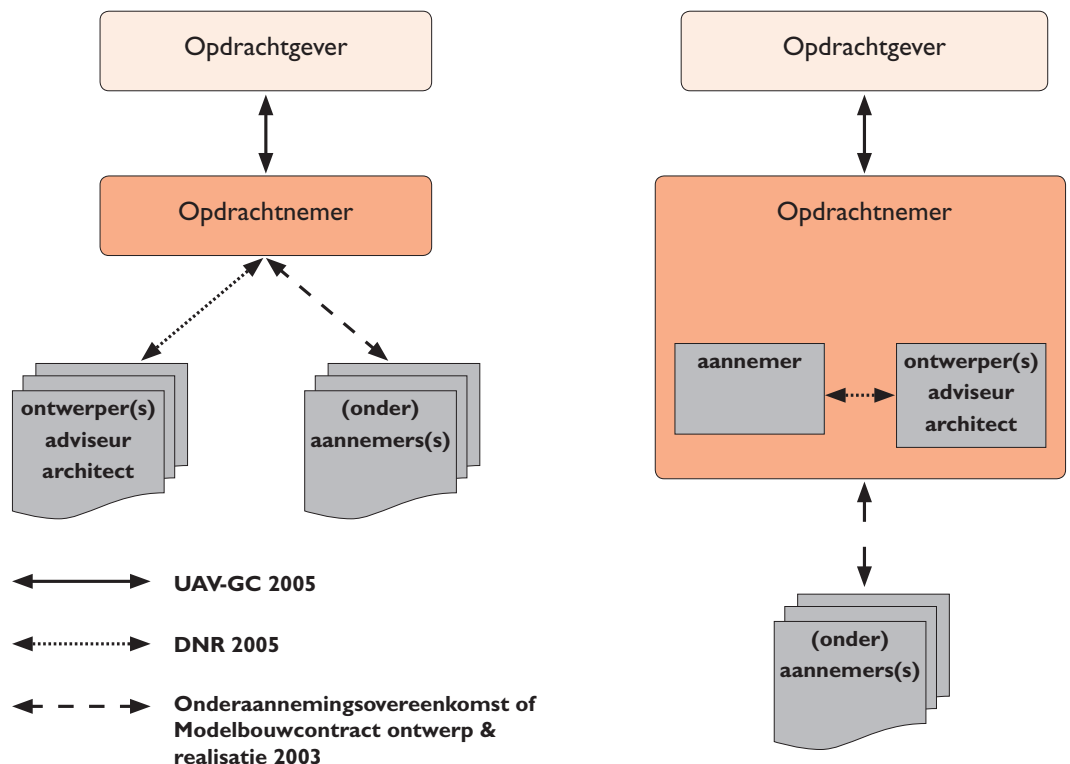 Opdrachtgever
Opdrachtnemer
ontwerper(s)
adviseur
architect
(onder)
aannemers(s)
UAV-GC 2005
DNR 2005
Onderaannemingsovereenkomst of
Modelbouwcontract ontwerp &
realisatie 2003
Opdrachtgever
Opdrachtnemer
aannemer
ontwerper(s)
adviseur
architect
(onder)
aannemers(s)